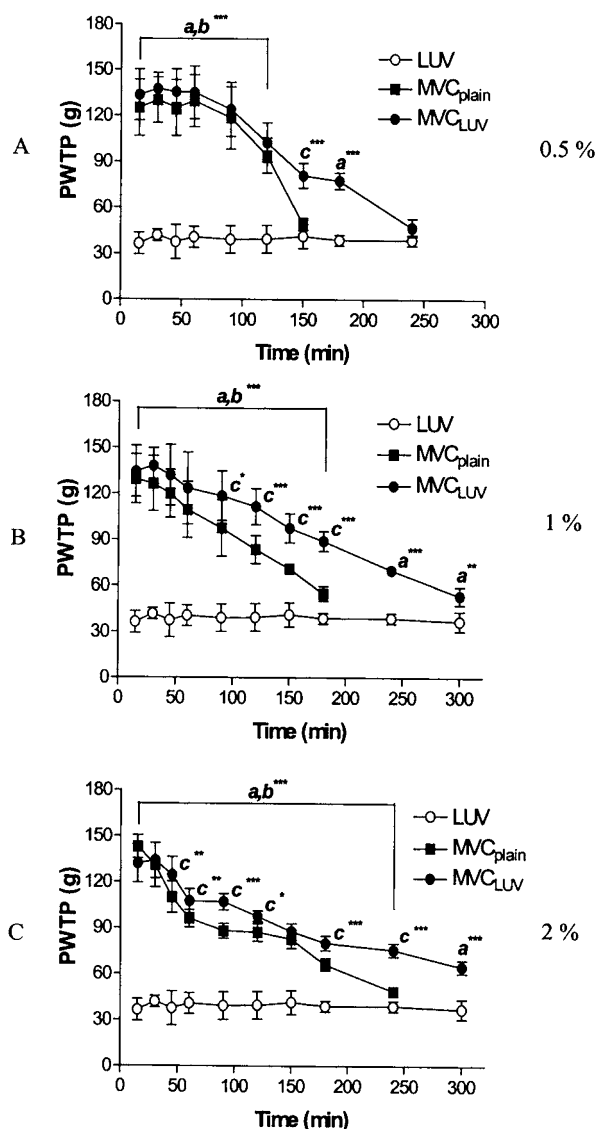 a,b ***
LUV
MVCplain
MVCLUV
A
0.5 %
PWTP (g)
180
150
120
90
60
30
0
c***
a***
0 50 100 150 200 250 300
Time (min)
a,b ***
LUV
MVCplain
MVCLUV
B
1 %
PWTP (g)
180
150
120
90
60
30
0
c*
c***
c***
c***
a***
a**
0 50 100 150 200 250 300
Time (min)
a,b***
LUV
MVCplain
MVCLUV
C
2 %
PWTP (g)
180
150
120
90
60
30
0
c **
c **
c ***
c *
c ***
c ***
a***
0 50 100 150 200 250 300
Time (min)